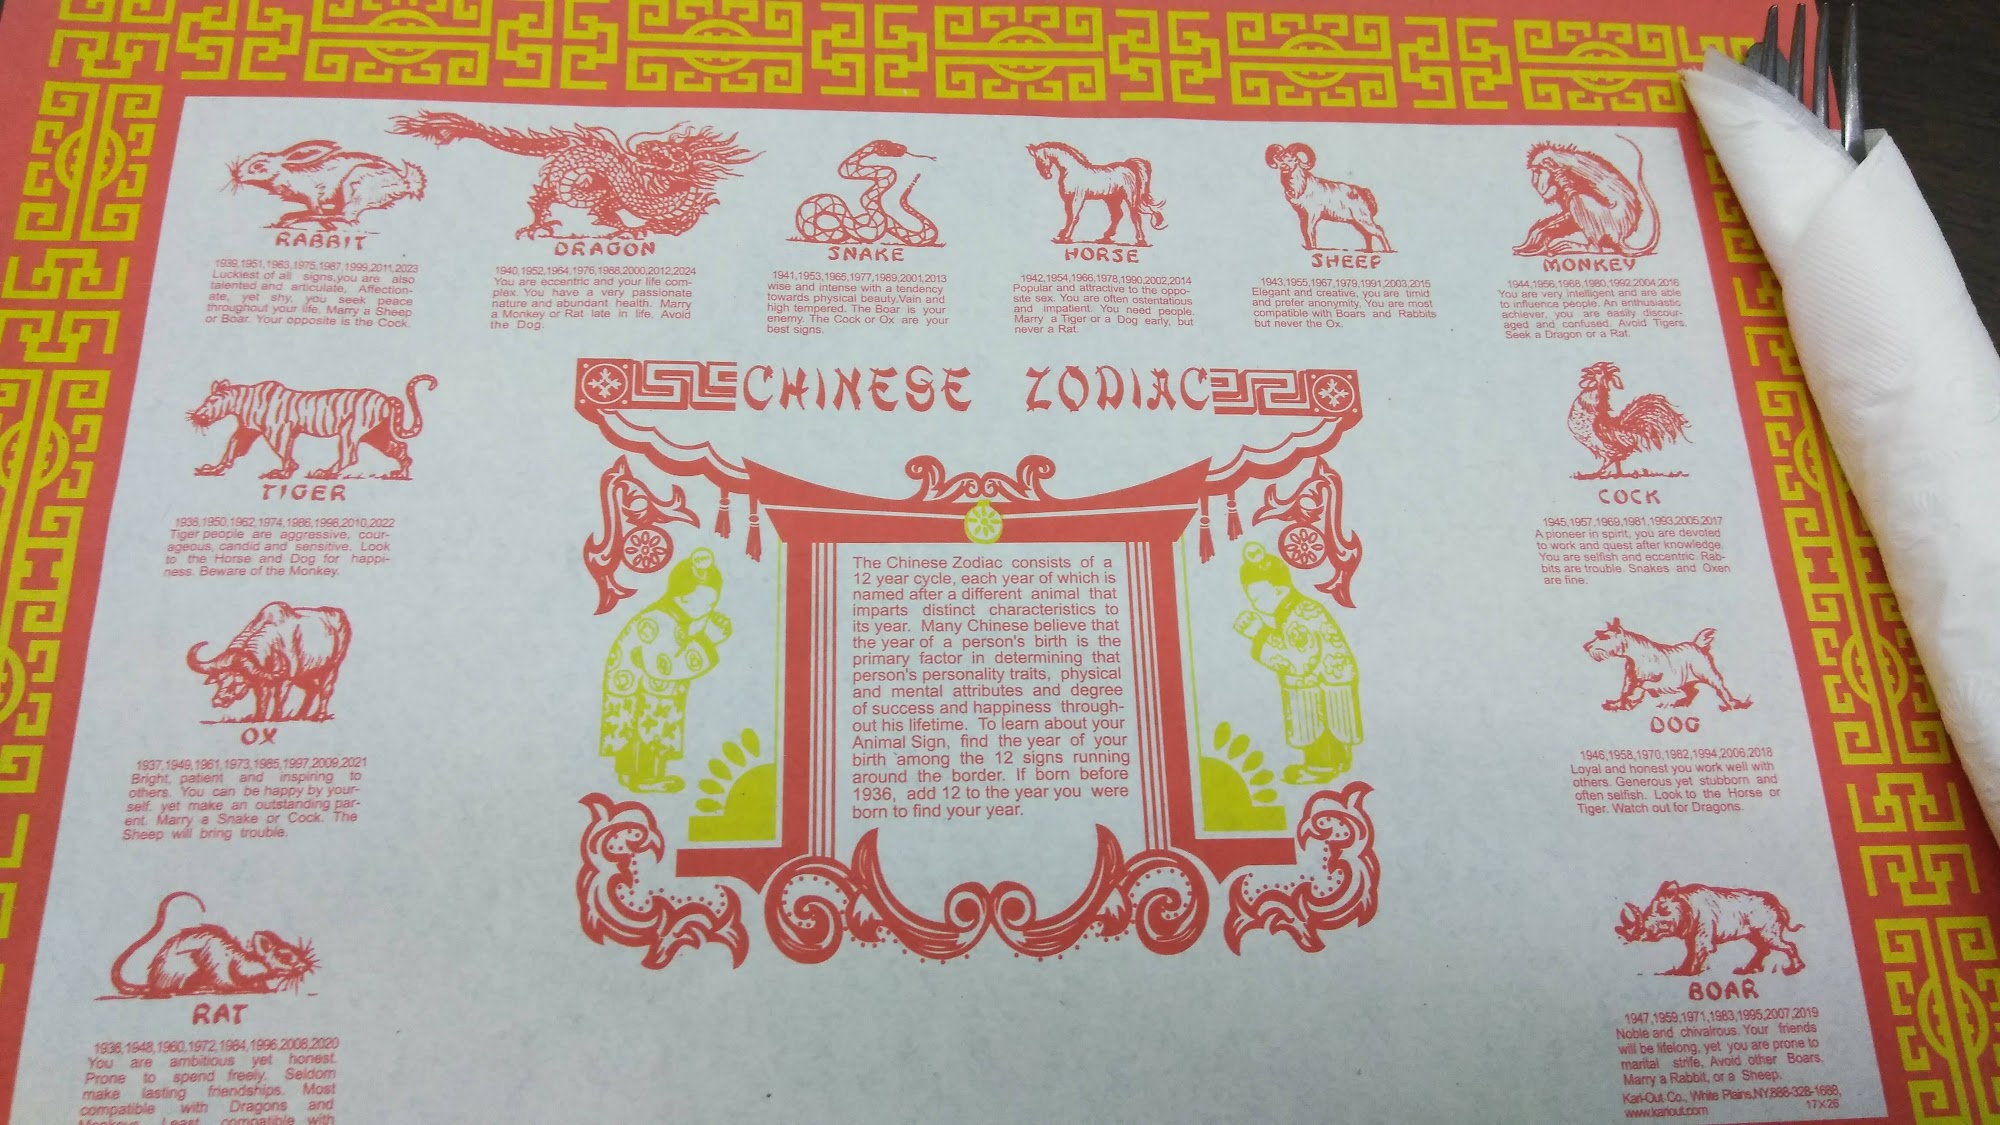 RABBIT
1939,1951,1963,1975,1987,1999,2011,2023
Luckiest of all signs,you are also
talented and articulate, Affection-
ate, yet shy, you seek peace
throughout your life, Marry a Sheep
or Boar. Your opposite is the Cock.
DRAGON
1940,1952,1964,1976,1988,2000,2012,2024
You are eccentric and your life com-
plex. You have a very passionate
nature and abundant health. Marry
a Monkey or Rat late in life. Avoid
the Dog.
SNAKE
1941,1953,1965,1977,1989,2001,2013
wise and intense with a tendency
towards physical beauty.Vain and
high tempered. The Boar is your
enemy. The Cock or Ox are your
best signs.
HORSE
1942,1954,1966,1978,1990,2002,2014
Popular and attractive to the oppo-
site sex. You are often ostentatious
and impatient. You need people.
Marry a Tiger or a Dog early, but
never a Rat.
SHEEP
1943,1955,1967,1979,1991,2003,2015
Elegant and creative, you are timid
and prefer anonymity. You are most
compatible with Boars and Rabbits
but never the Ox.
MONKEY
1944,1956,1968,1980,1992,2004,2016
You are very intelligent and are able
to influence people. An enthusiastic
achiever, you are easily discour-
aged and confused. Avoid Tigers.
Seek a Dragon or a Rat.
CHINESE ZODIAC
TIGER
1938,1950,1962,1974,1986,1998,2010,2022
Tiger people are aggressive, cour-
ageous, candid and sensitive. Look
to the Horse and Dog for happi-
ness. Beware of the Monkey.
COCK
1945,1957,1969,1981,1993,2005,2017
A pioneer in spirit, you are devoted
to work and quest after knowledge.
You are selfish and eccentric. Rab-
bits are trouble. Snakes and Oxen
are fine.
The Chinese Zodiac consists of a
12 year cycle, each year of which is
named after a different animal that
imparts distinct characteristics to
its year. Many Chinese believe that
the year of a person's birth is the
primary factor in determining that
person's personality traits, physical
and mental attributes and degree
of success and happiness through-
out his lifetime. To learn about your
Animal Sign, find the year of your
birth among the 12 signs running
around the border. If born before
1936, add 12 to the year you were
born to find your year.
OX
1937,1949,1961,1973,1985,1997,2009,2021
Bright, patient and inspiring to
others. You can be happy by your-
self, yet make an outstanding par-
ent. Marry a Snake or Cock. The
Sheep will bring trouble.
DOG
1946,1958,1970,1982,1994,2006,2018
Loyal and honest you work well with
others. Generous yet stubborn and
often selfish. Look to the Horse or
Tiger. Watch out for Dragons.
RAT
1936,1948,1960,1972,1984,1996,2008,2020
You are ambitious yet honest.
Prone to spend freely. Seldom
make lasting friendships. Most
compatible with Dragons and
Monkeys. Least compatible with
BOAR
1947,1959,1971,1983,1995,2007,2019
Noble and chivalrous. Your friends
will be lifelong, yet you are prone to
marital strife, Avoid other Boars,
Marry a Rabbit, or a Sheep.
Kari-Out Co., White Plains,NY,888-328-1688,
www.kariout.com 17X26